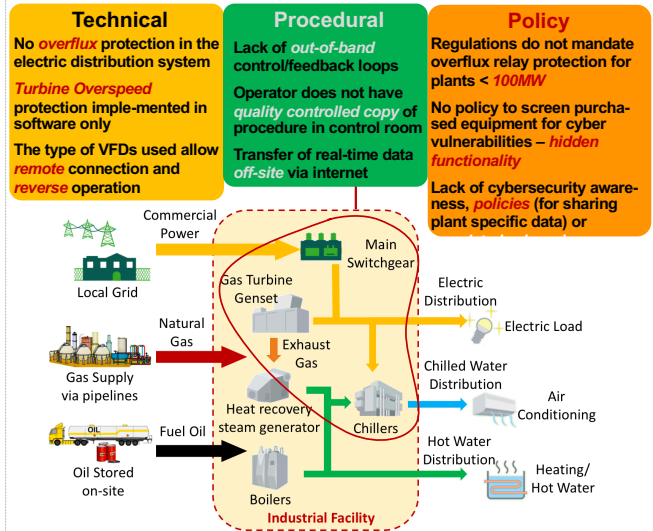 Technical
No overflux protection in the
electric distribution system
Turbine Overspeed
protection imple-mented in
software only
The type of VFDs used allow
remote connection and
reverse operation
Procedural
Lack of out-of-band
control/feedback loops
Operator does not have
quality controlled copy of
procedure in control room
Transfer of real-time data
off-site via internet
Policy
Regulations do not mandate
overflux relay protection for
plants < 100MW
No policy to screen purcha-
sed equipment for cyber
vulnerabilities – hidden
functionality
Lack of cybersecurity aware-
ness, policies (for sharing
plant specific data) or
Commercial
Power
Local Grid
Main
Switchgear
Gas Turbine
Genset
Electric
Distribution
Electric Load
Natural
Gas
Gas Supply
via pipelines
Exhaust
Gas
Heat recovery
steam generator
Chillers
Chilled Water
Distribution
Air
Conditioning
OIL
Fuel Oil
Oil Stored
on-site
Boilers
Hot Water
Distribution
Heating/
Hot Water
Industrial Facility